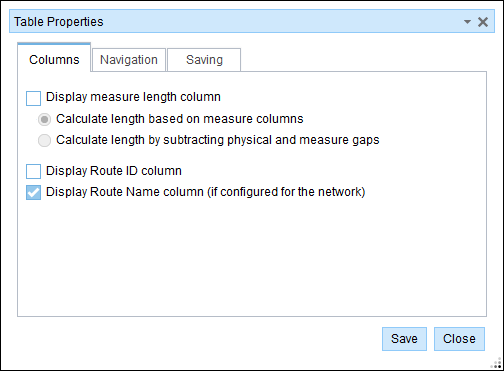 Table Properties
Columns Navigation Saving
Display measure length column
Calculate length based on measure columns
Calculate length by subtracting physical and measure gaps
Display Route ID column
Display Route Name column (if configured for the network)
Save Close